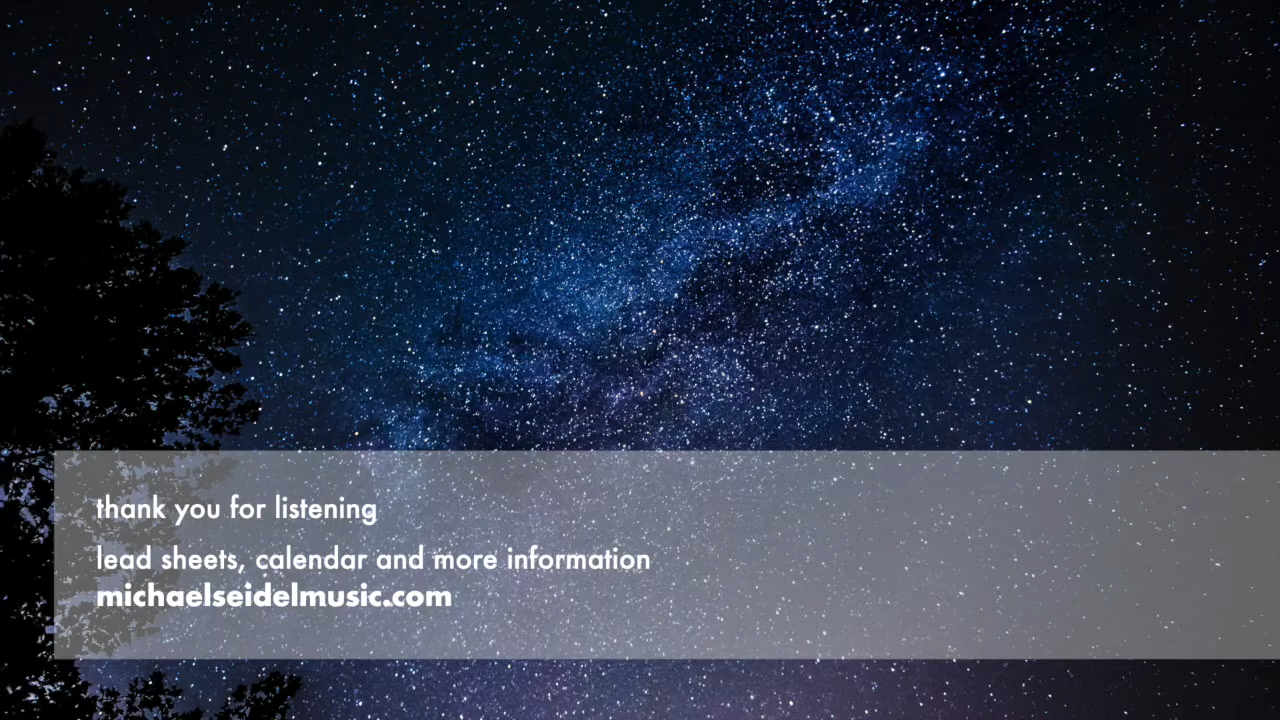 thank you for listening
lead sheets, calendar and more information
michaelseidelmusic.com